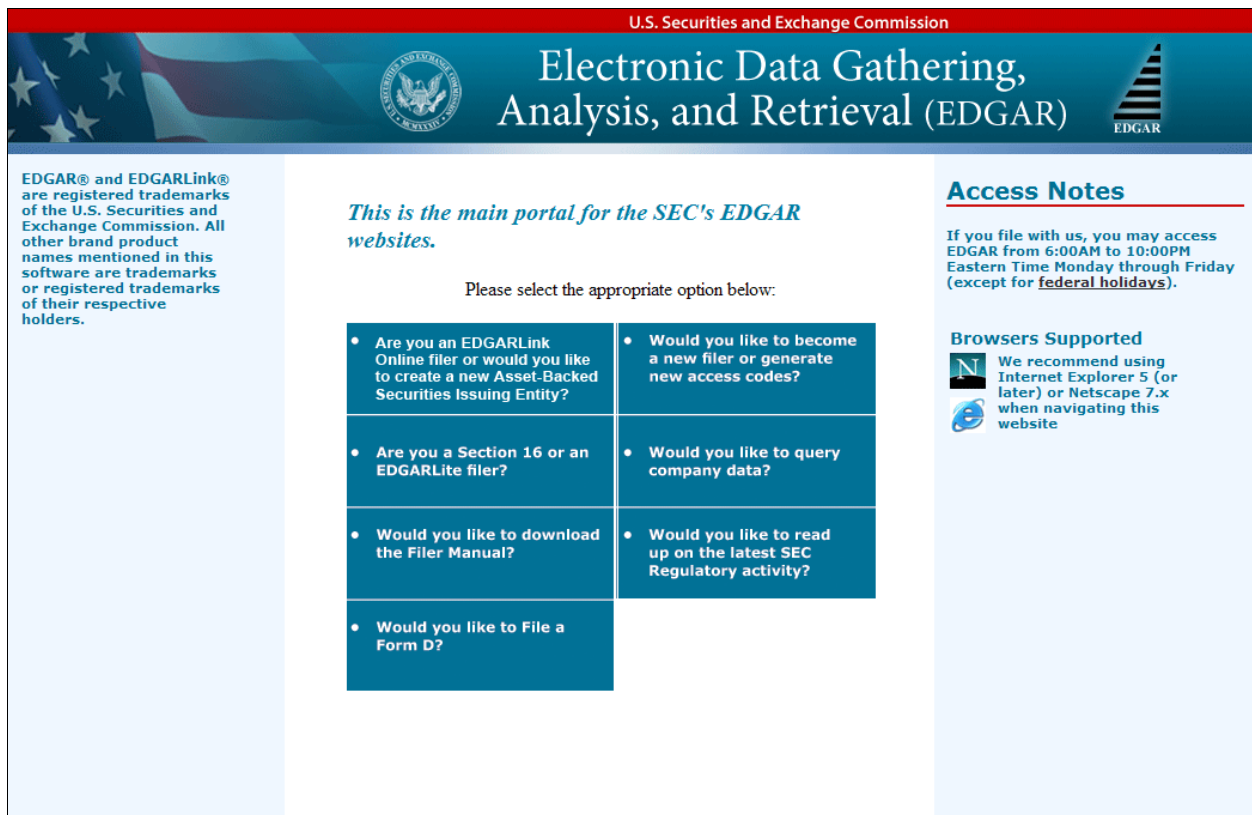 U.S. Securities and Exchange Commission
U.S. SECURITIES AND EXCHANGE COMMISSION
MCMXXXIV
Electronic Data Gathering,
Analysis, and Retrieval (EDGAR)
EDGAR
EDGAR® and EDGARLink®
are registered trademarks
of the U.S. Securities and
Exchange Commission. All
other brand product
names mentioned in this
software are trademarks
or registered trademarks
of their respective
holders.
This is the main portal for the SEC's EDGAR
websites.
Please select the appropriate option below:
• Are you an EDGARLink
Online filer or would you like
to create a new Asset-Backed
Securities Issuing Entity?
• Would you like to become
a new filer or generate
new access codes?
• Are you a Section 16 or an
EDGARLite filer?
• Would you like to query
company data?
• Would you like to download
the Filer Manual?
• Would you like to read
up on the latest SEC
Regulatory activity?
• Would you like to File a
Form D?
Access Notes
If you file with us, you may access
EDGAR from 6:00AM to 10:00PM
Eastern Time Monday through Friday
(except for federal holidays).
Browsers Supported
N
We recommend using
Internet Explorer 5 (or
later) or Netscape 7.x
when navigating this
website